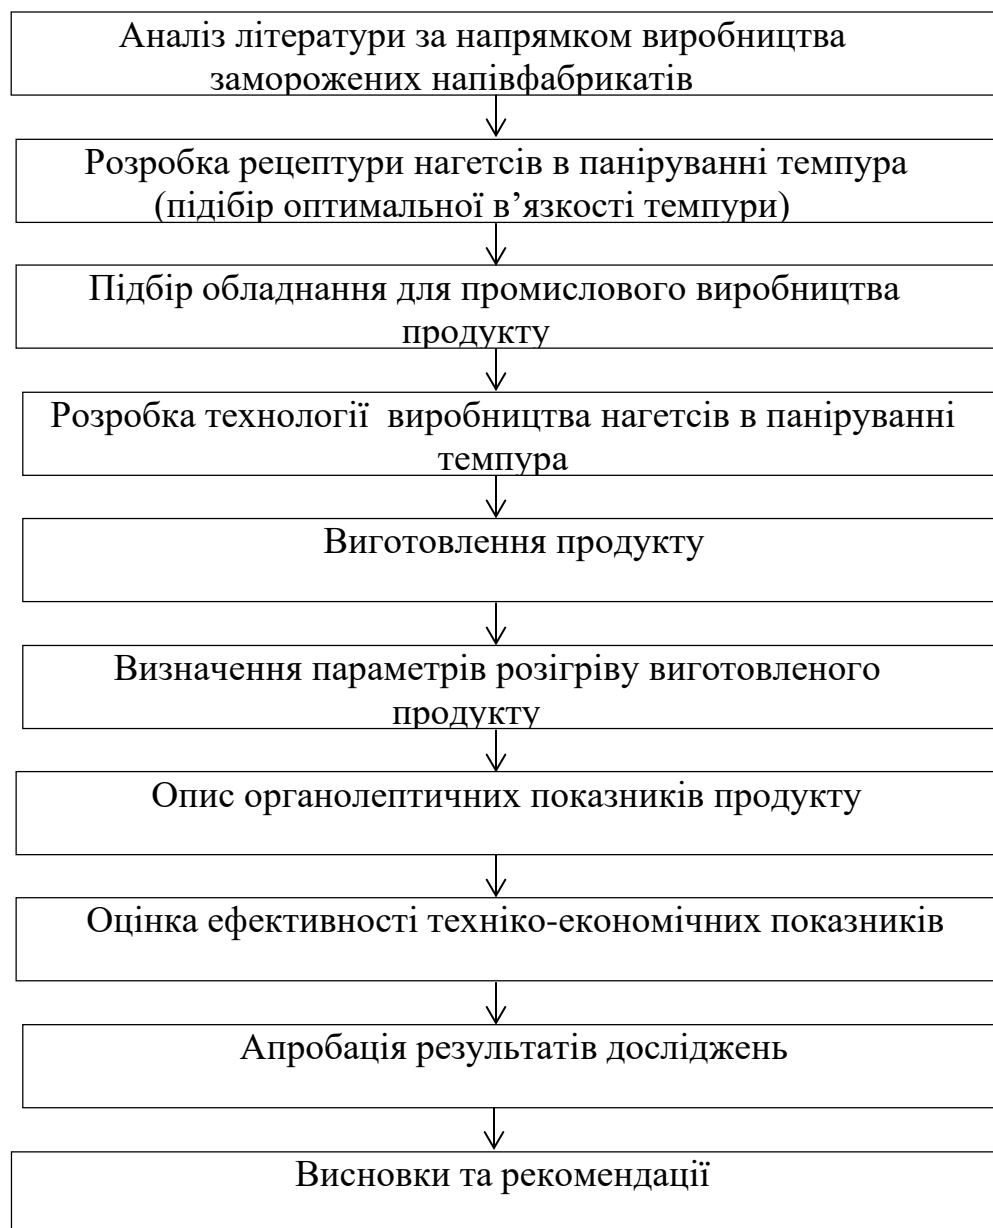 Аналіз літератури за напрямком виробництва
заморожених напівфабрикатів
Розробка рецептури нагетсів в паніруванні темпура
(підібір оптимальної в’язкості темпури)
Підбір обладнання для промислового виробництва
продукту
Розробка технології виробництва нагетсів в паніруванні
темпура
Виготовлення продукту
Визначення параметрів розігріву виготовленого
продукту
Опис органолептичних показників продукту
Оцінка ефективності техніко-економічних показників
Апробація результатів досліджень
Висновки та рекомендації